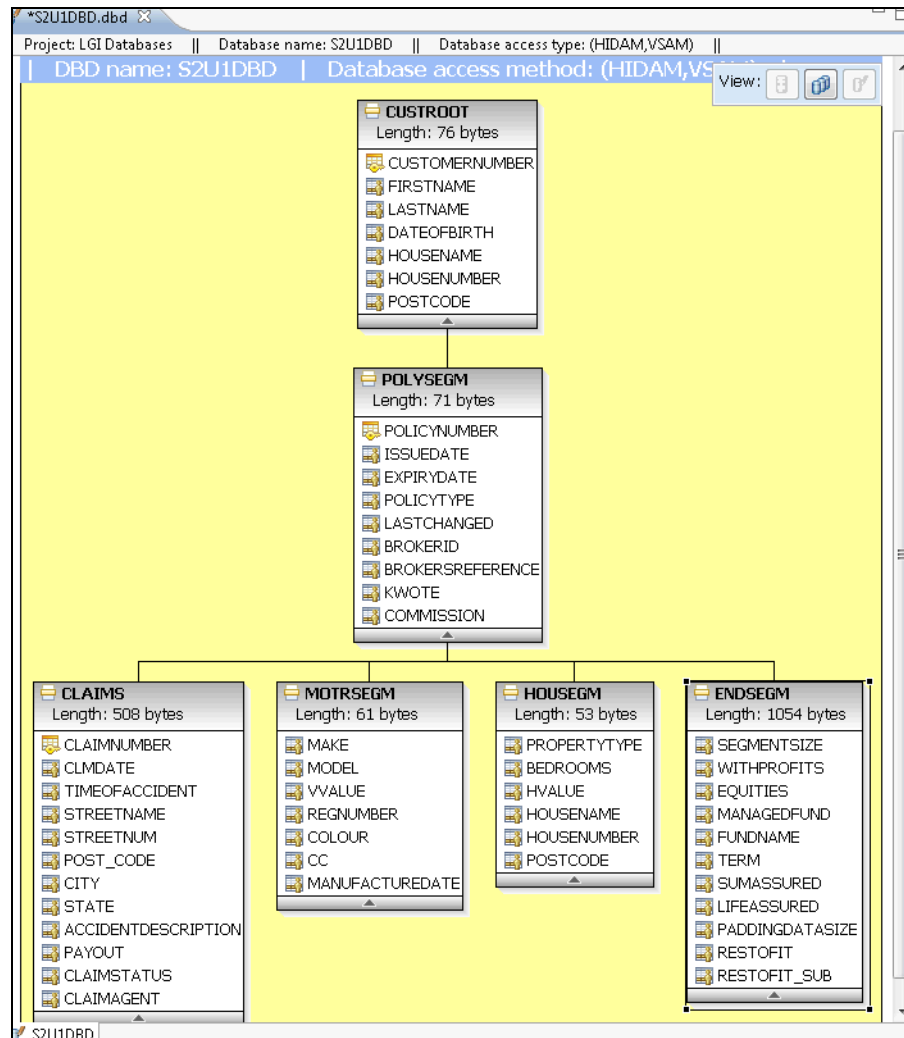 *S2U1DBD.dbd
Project: LGI Databases || Database name: S2U1DBD || Database access type: (HIDAM,VSAM) ||
| DBD name: S2U1DBD | Database access method: (HIDAM,VS
View:
CUSTROOT
Length: 76 bytes
CUSTOMERNUMBER
FIRSTNAME
LASTNAME
DATEOFBIRTH
HOUSENAME
HOUSENUMBER
POSTCODE
POLYSEGM
Length: 71 bytes
POLICYNUMBER
ISSUEDATE
EXPIRYDATE
POLICYTYPE
LASTCHANGED
BROKERID
BROKERSREFERENCE
KWOTE
COMMISSION
CLAIMS
Length: 508 bytes
CLAIMNUMBER
CLMDATE
TIMEOFACCIDENT
STREETNAME
STREETNUM
POST_CODE
CITY
STATE
ACCIDENTDESCRIPTION
PAYOUT
CLAIMSTATUS
CLAIMAGENT
MOTRSEGM
Length: 61 bytes
MAKE
MODEL
VVALUE
REGNUMBER
COLOUR
CC
MANUFACTUREDATE
HOUSEGM
Length: 53 bytes
PROPERTYTYPE
BEDROOMS
HVALUE
HOUSENAME
HOUSENUMBER
POSTCODE
ENDSEGM
Length: 1054 bytes
SEGMENTSIZE
WITHPROFITS
EQUITIES
MANAGEDFUND
FUNDNAME
TERM
SUMASSURED
LIFEASSURED
PADDINGDATASIZE
RESTOFIT
RESTOFIT_SUB
S2U1DBD